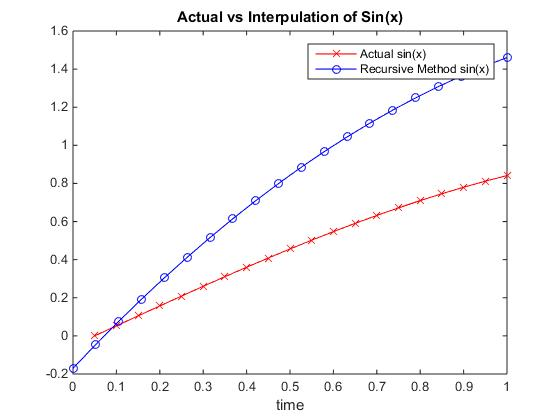 Actual vs Interpulation of Sin(x)
1.6
Actual sin(x)
1.4
Recursive Method sin(x)
1.2
1
0.8
0.6
0.4
0.2
0
-0.2
0 0.1 0.2 0.3 0.4 0.5 0.6 0.7 0.8 0.9 1
time